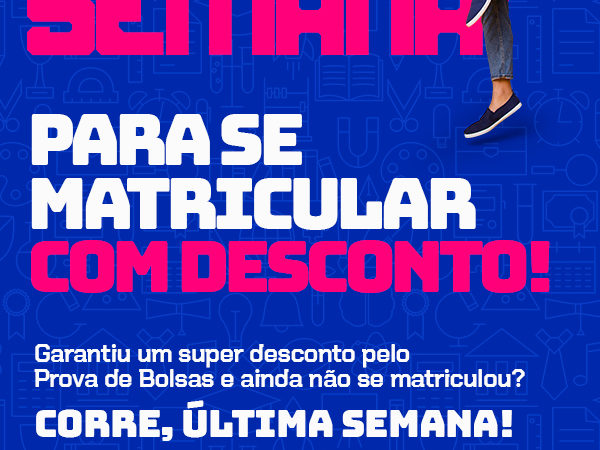 SEMANA
PARA SE
MATRICULAR
COM DESCONTO!
Garantiu um super desconto pelo
Prova de Bolsas e ainda não se matriculou?
CORRE, ÚLTIMA SEMANA!